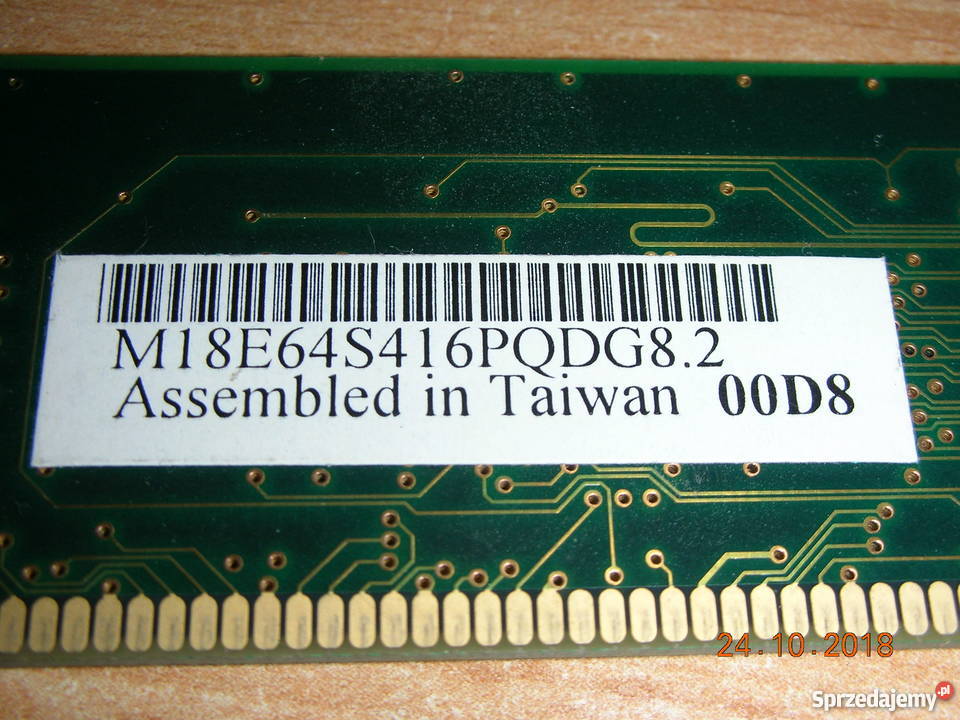 M18E64S416PQDG8.2
Assembled in Taiwan 00D8
24.10.2018
Sprzedajemy.pl